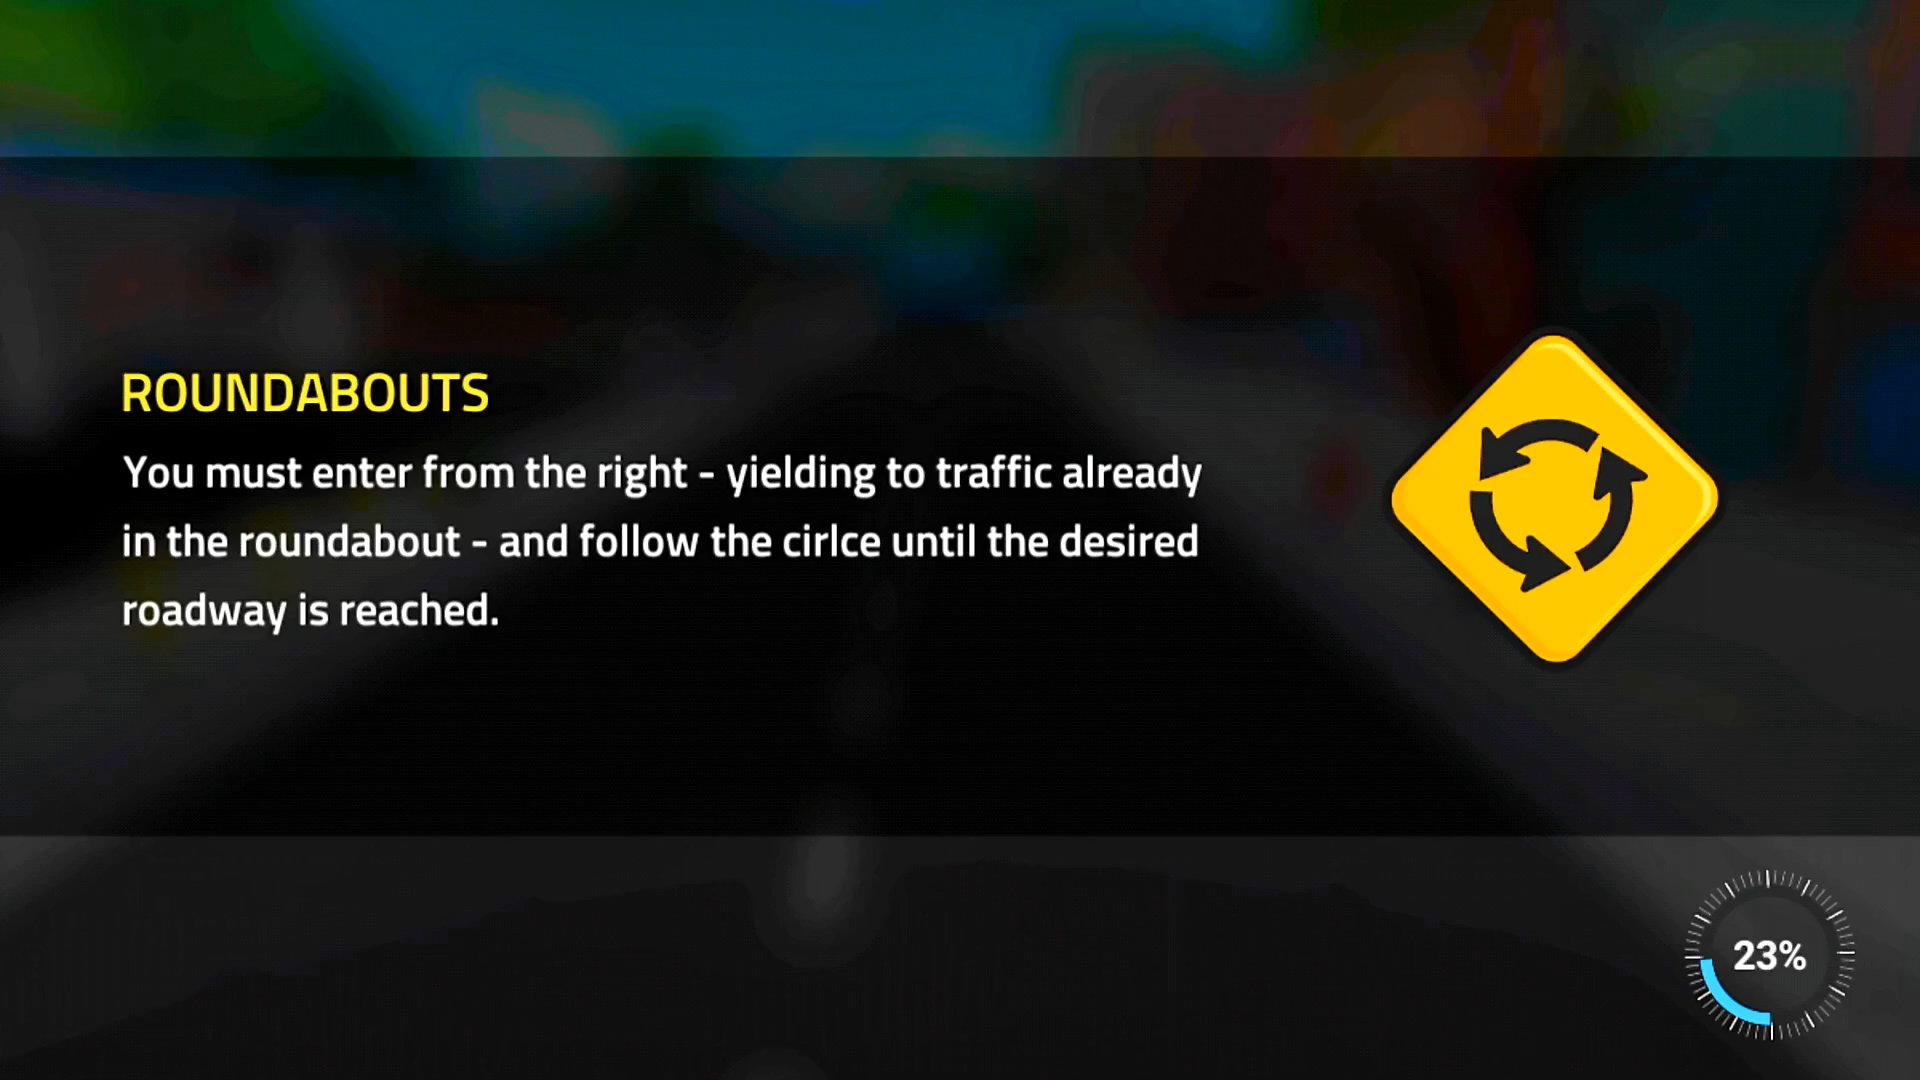 ROUNDABOUTS
You must enter from the right - yielding to traffic already
in the roundabout - and follow the cirlce until the desired
roadway is reached.
23%